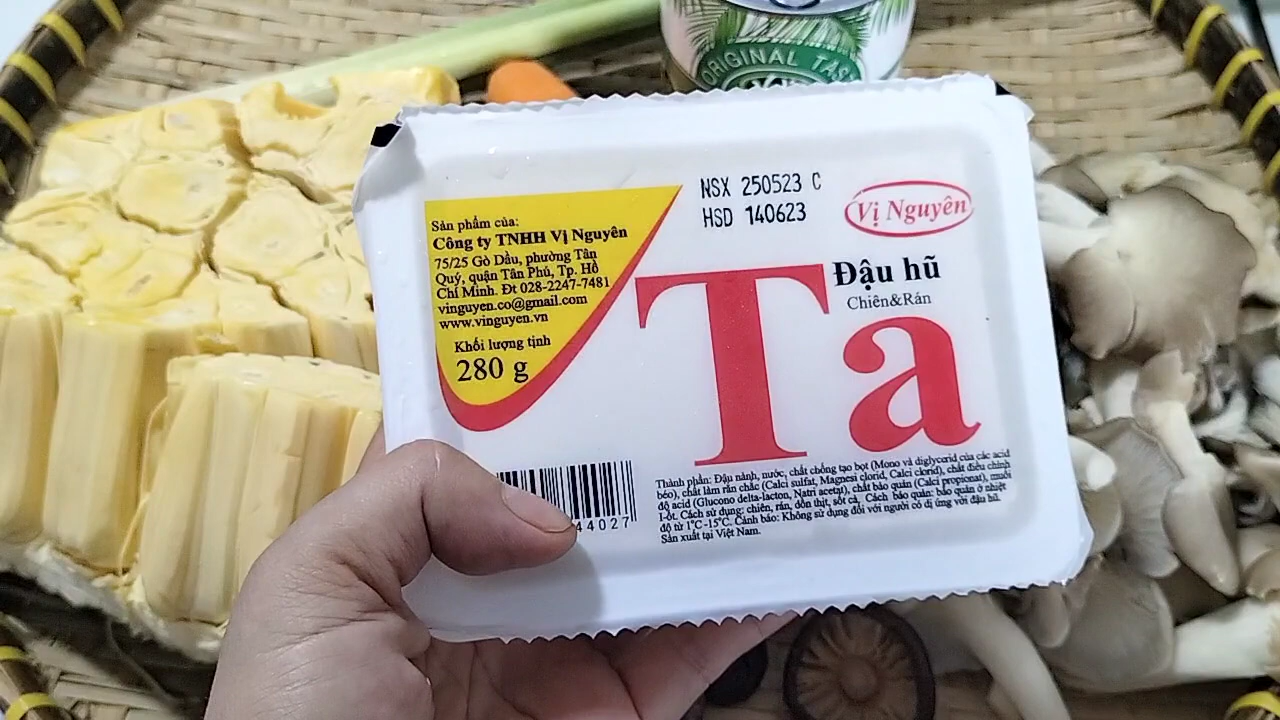 ORIGINAL TAS
NSX 250523 C
HSD 140623
Vị Nguyên
Sản phẩm của:
Công ty TNHH Vị Nguyên
75/25 Gò Dầu, phường Tân
Quý, quận Tân Phú, Tp. Hồ
Chí Minh. Đt 028-2247-7481
vinguyen.co@gmail.com
www.vinguyen.vn
Khối lượng tịnh
280 g
Đậu hũ
Chiên&Rán
Ta
44027
Thành phần: Đậu nành, nước, chất chống tạo bọt (Mono và diglycerid của các acid
béo), chất làm rắn chắc (Calci sulfat, Magnesi clorid, Calci clorid), chất điều chỉnh
độ acid (Glucono delta-lacton, Natri acetat), chất bảo quản (Calci propionat), muối
I-ốt. Cách sử dụng: chiên, rán, dồn thịt, sốt cà. Cách bảo quản: bảo quản ở nhiệt
độ từ 1°C -15°C. Cảnh báo: Không sử dụng đối với người có dị ứng với đậu hũ.
Sản xuất tại Việt Nam.